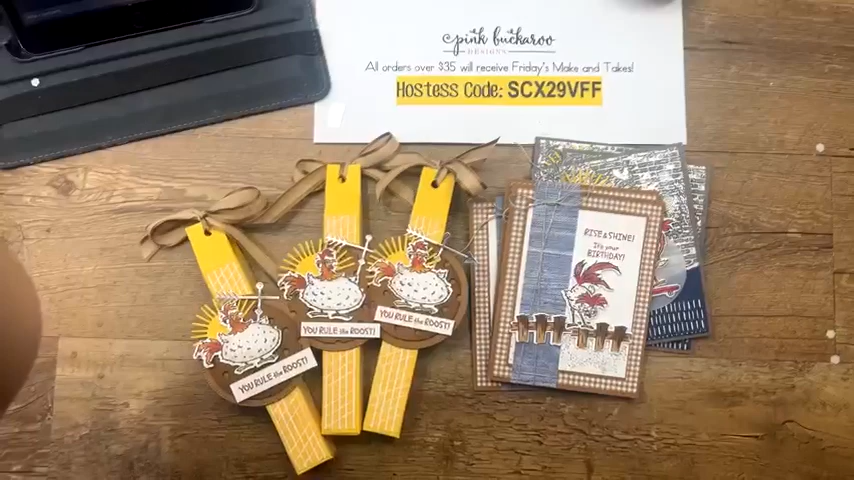 pink buckaroo
DESIGNS
All orders over $35 will receive Friday's Make and Takes!
Hostess Code: SCX29VFF
RISE & SHINE!
It's your
BIRTHDAY!
YOU RULE the ROOST!
YOU RULE the ROOST!
YOU RULE the ROOST!